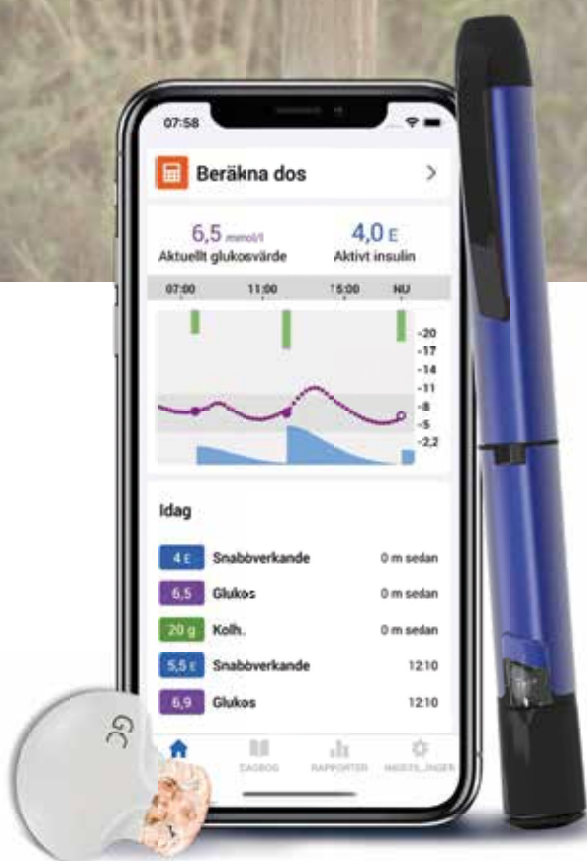 07:58
Beräkna dos >
6,5 mmol/l 4,0 E
Aktuellt glukosvärde Aktivt insulin
07:00 11:00 15:00 NU
-20
-17
-14
-11
-8
-5
-2,2
Idag
4 E Snabbverkande 0 m sedan
6,5 Glukos 0 m sedan
20 g Kolh. 0 m sedan
5,5 E Snabbverkande 1210
6,9 Glukos 1210
DAGBOG RAPPORTER
GC